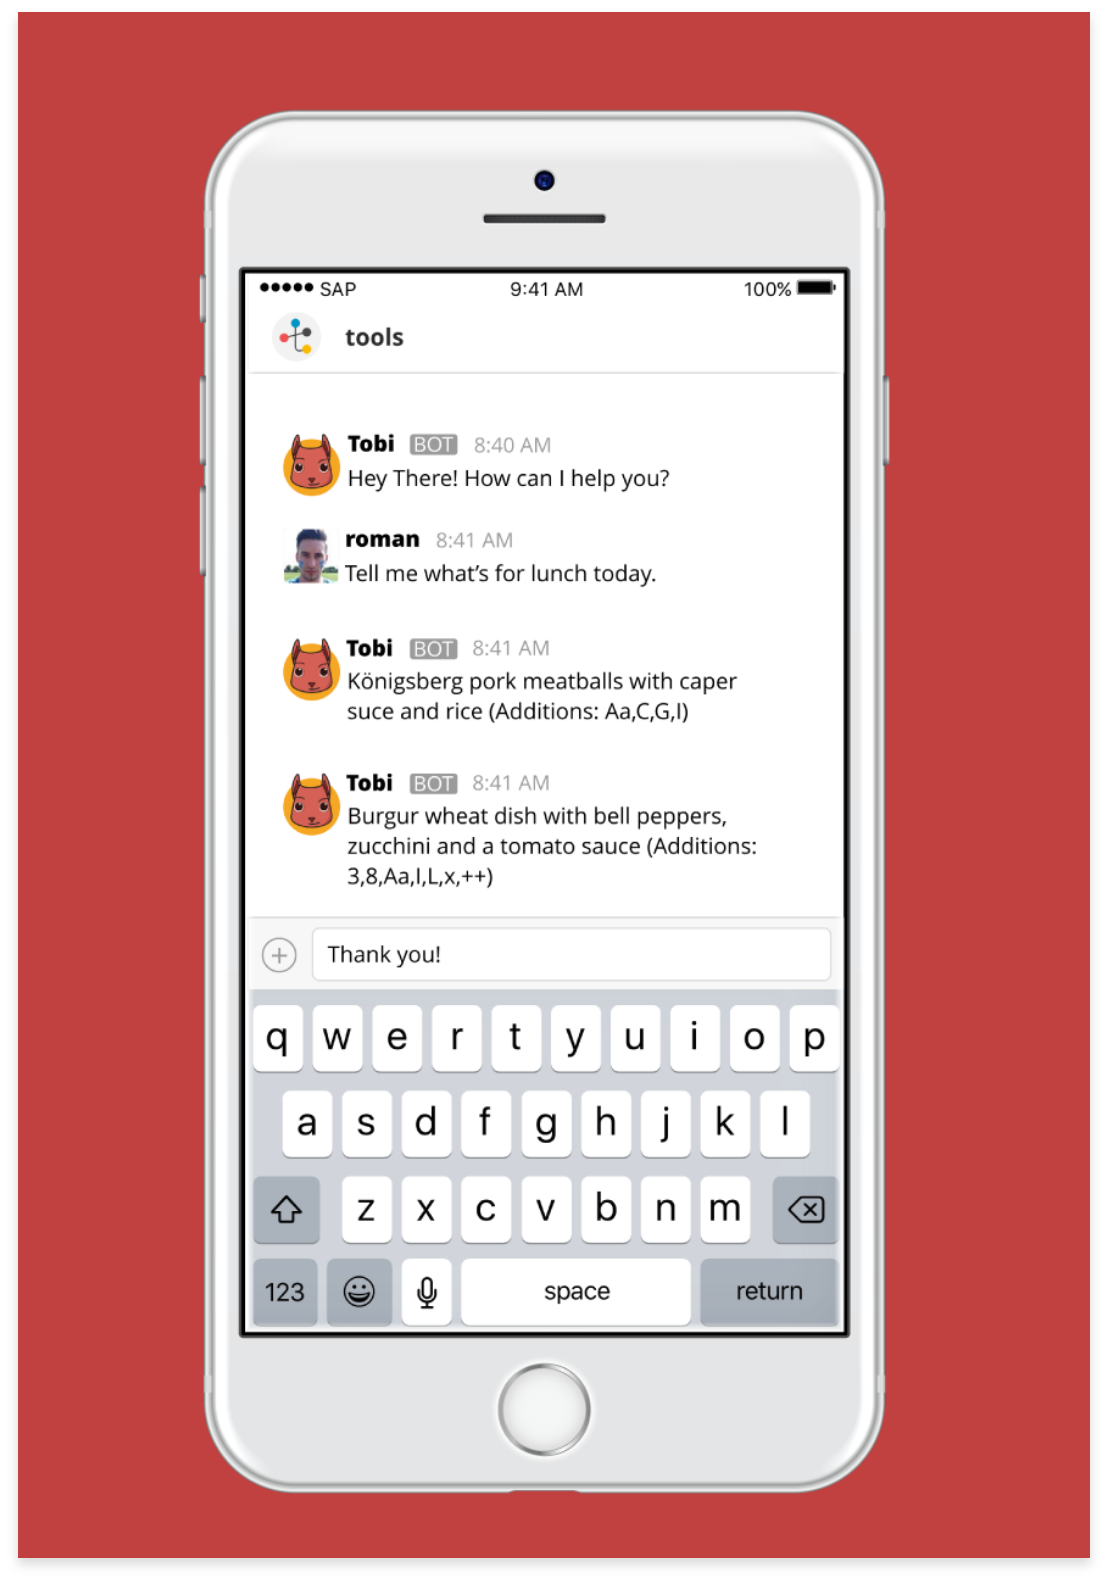 ●●●●● SAP 9:41 AM 100%
tools
Tobi BOT 8:40 AM
Hey There! How can I help you?
roman 8:41 AM
Tell me what’s for lunch today.
Tobi BOT 8:41 AM
Königsberg pork meatballs with caper
suce and rice (Additions: Aa,C,G,I)
Tobi BOT 8:41 AM
Burgur wheat dish with bell peppers,
zucchini and a tomato sauce (Additions:
3,8,Aa,I,L,x,++)
Thank you!
q w e r t y u i o p
a s d f g h j k l
z x c v b n m
123 space return